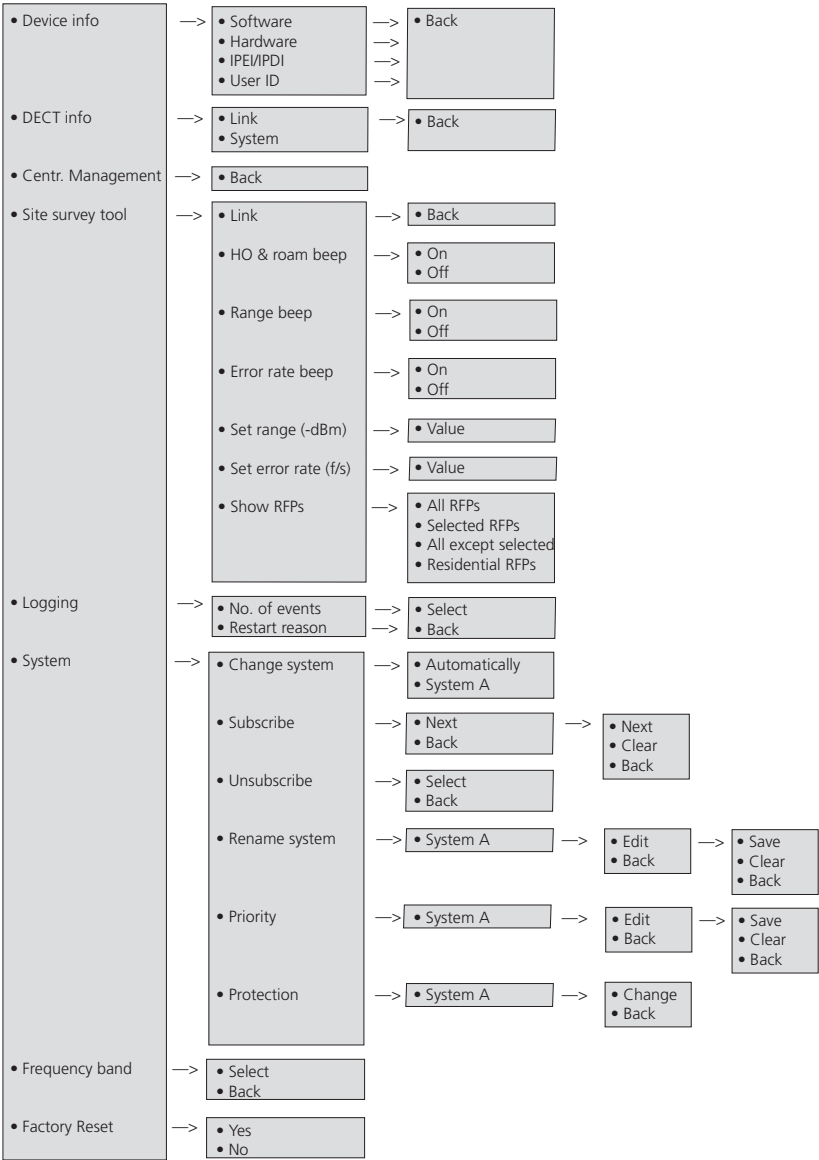 • Device info —> • Software —> • Back
• Hardware —>
• IPEI/IPDI —>
• User ID —>
• DECT info —> • Link —> • Back
• System
• Centr. Management —> • Back
• Site survey tool —> • Link —> • Back
• HO & roam beep —> • On
• Off
• Range beep —> • On
• Off
• Error rate beep —> • On
• Off
• Set range (-dBm) —> • Value
• Set error rate (f/s) —> • Value
• Show RFPs —> • All RFPs
• Selected RFPs
• All except selected
• Residential RFPs
• Logging —> • No. of events —> • Select
• Restart reason —> • Back
• System —> • Change system —> • Automatically
• System A
• Subscribe —> • Next —> • Next
• Back • Clear
• Back
• Unsubscribe —> • Select
• Back
• Rename system —> • System A —> • Edit —> • Save
• Back • Clear
• Back
• Priority —> • System A —> • Edit —> • Save
• Back • Clear
• Back
• Protection —> • System A —> • Change
• Back
• Frequency band —> • Select
• Back
• Factory Reset —> • Yes
• No